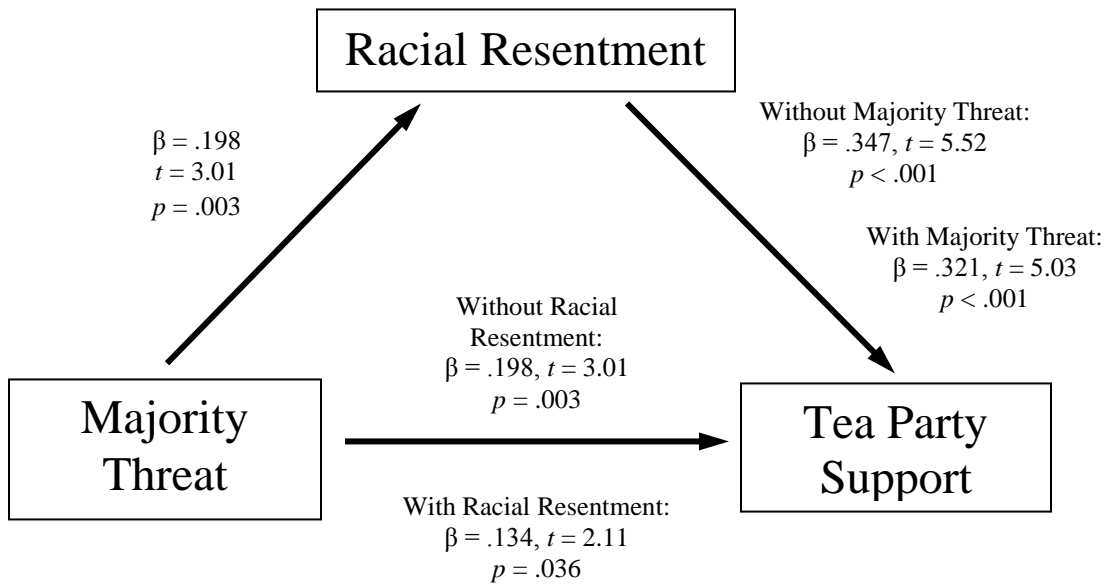 Racial Resentment
β = .198
t = 3.01
p = .003
Without Majority Threat:
β = .347, t = 5.52
p < .001
With Majority Threat:
β = .321, t = 5.03
p < .001
Without Racial
Resentment:
β = .198, t = 3.01
p = .003
Majority
Threat
Tea Party
Support
With Racial Resentment:
β = .134, t = 2.11
p = .036